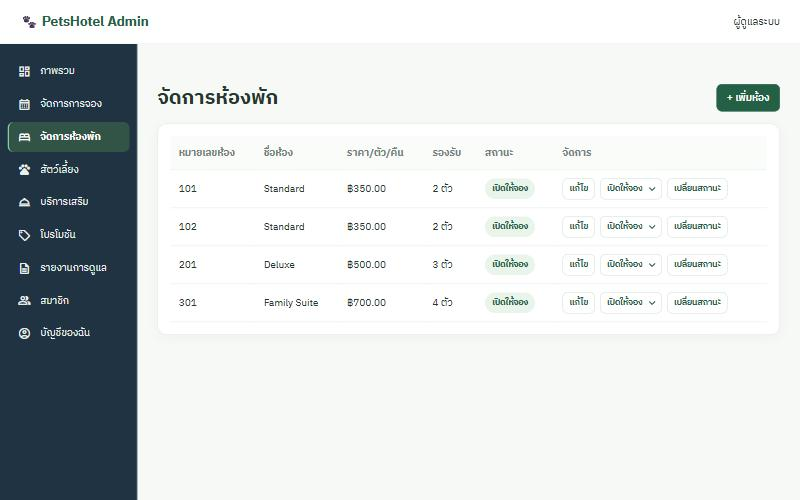 PetsHotel Admin
ผู้ดูแลระบบ
ภาพรวม
จัดการการจอง
จัดการห้องพัก
สัตว์เลี้ยง
บริการเสริม
โปรโมชัน
รายงานการดูแล
สมาชิก
บัญชีของฉัน
จัดการห้องพัก
+ เพิ่มห้อง
หมายเลขห้อง ชื่อห้อง ราคา/ตัว/คืน รองรับ สถานะ จัดการ
101 Standard ฿350.00 2 ตัว เปิดให้จอง แก้ไข เปิดให้จอง เปลี่ยนสถานะ
102 Standard ฿350.00 2 ตัว เปิดให้จอง แก้ไข เปิดให้จอง เปลี่ยนสถานะ
201 Deluxe ฿500.00 3 ตัว เปิดให้จอง แก้ไข เปิดให้จอง เปลี่ยนสถานะ
301 Family Suite ฿700.00 4 ตัว เปิดให้จอง แก้ไข เปิดให้จอง เปลี่ยนสถานะ